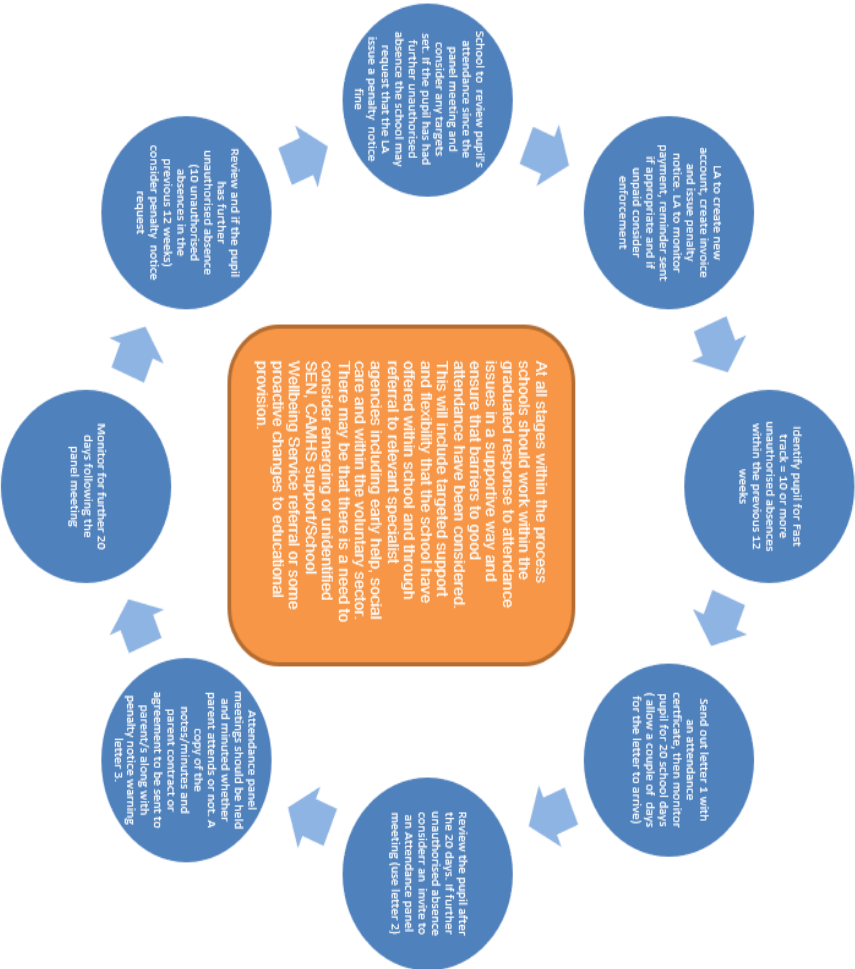 Identify pupil for Fast
track = 10 or more
unauthorised absences
within the previous 12
weeks
Send out letter 1 with
an attendance
certficate, then monitor
pupil for 20 school days
( allow a couple of days
for the letter to arrive)
Review the pupil after
the 20 days. If further
unauthorised absence
considerr an invite to
an Attendance panel
meeting (use letter 2)
Attendance panel
meetings should be held
and minuted whether
parent attends or not. A
copy of the
notes/minutes and
parent contract or
agreement to be sent to
parent/s along with
penalty notice warning
letter 3.
Monitor for further 20
days following the
panel meeting
Review and if the pupil
has further
unauthorised absence
(10 unauthorised
absences in the
previous 12 weeks)
consider penalty notice
request
School to review pupil's
attendance since the
panel meeting and
consider any targets
set. If the pupil has had
further unauthorised
absence the school may
request that the LA
issue a penalty notice
fine
LA to create new
account, create invoice
and issue penalty
notice. LA to monitor
payment, reminder sent
if appropriate and if
unpaid consider
enforcement
At all stages within the process
schools should work within the
graduated response to attendance
issues in a supportive way and
ensure that barriers to good
attendance have been considered.
This will include targeted support
and flexibility that the school have
offered within school and through
referral to relevant specialist
agencies including early help, social
care and within the voluntary sector.
There may be that there is a need to
consider emerging or unidentified
SEN, CAMHS support/School
Wellbeing Service referral or some
proactive changes to educational
provision.